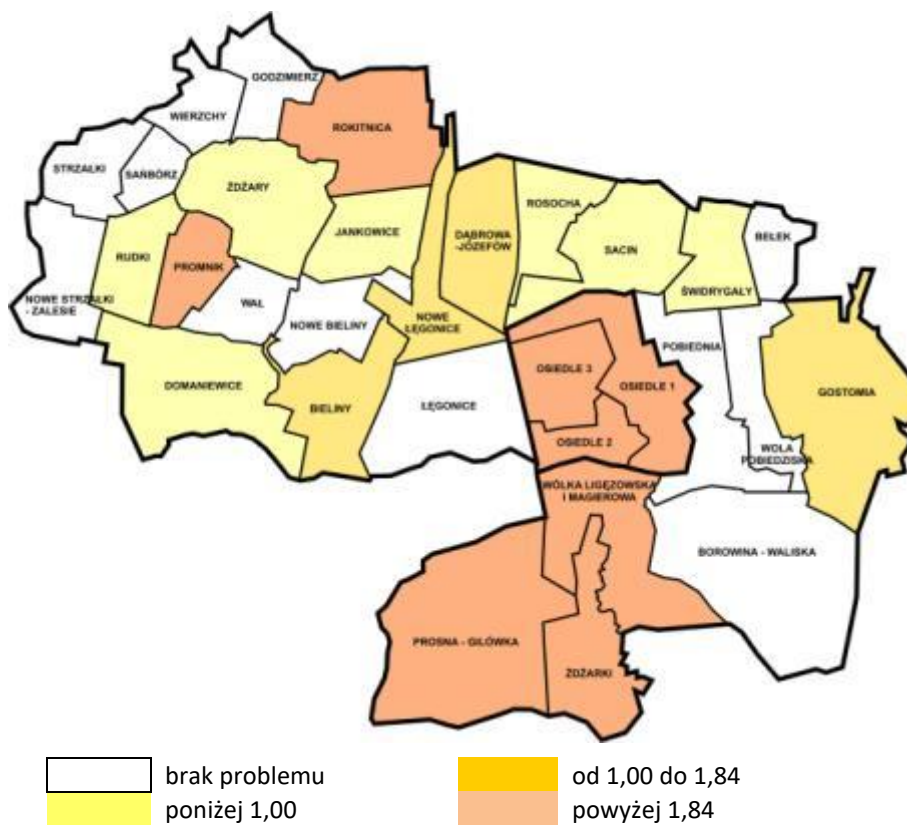 GODZIMIERZ
WIERZCHY
ROKITNICA
STRZAŁKI
SAŃBÓRZ
ŻDŻARY
ROSOCHA
BEŁEK
JANKOWICE
DĄBROWA
-JÓZEFÓW
SACIN
RUDKI
PROMNIK
ŚWIDRYGAŁY
NOWE STRZAŁKI
- ZALESIE
WAŁ
NOWE BIELINY
NOWE
ŁĘGONICE
POBIEDNIA
OSIEDLE 3
OSIEDLE 1
DOMANIEWICE
BIELINY
ŁĘGONICE
GOSTOMIA
OSIEDLE 2
WOLA
POBIEDZISKA
WÓLKA LIGĘZOWSKA
I MAGIEROWA
BOROWINA - WALISKA
PROSNA - GILÓWKA
ŻDŻARKI
brak problemu
od 1,00 do 1,84
poniżej 1,00
powyżej 1,84